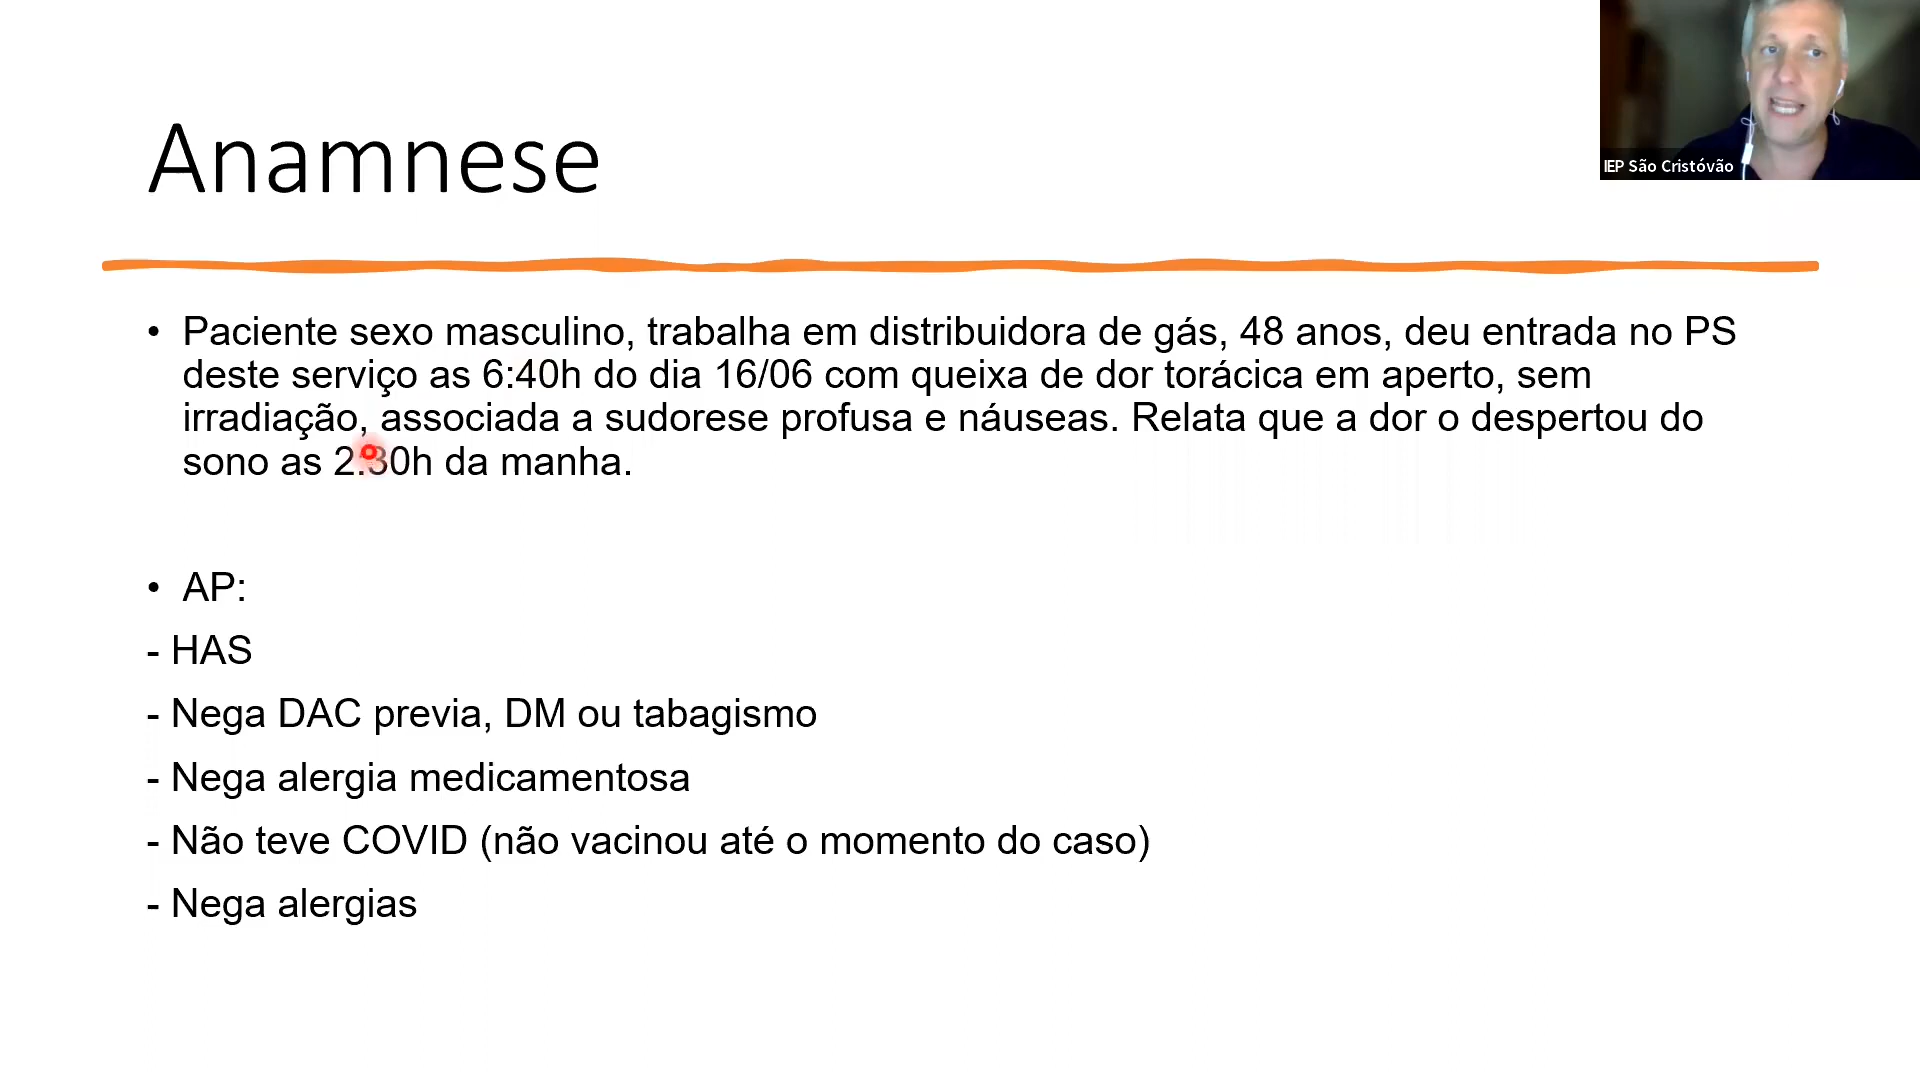 Anamnese
IEP São Cristóvão
• Paciente sexo masculino, trabalha em distribuidora de gás, 48 anos, deu entrada no PS
deste serviço as 6:40h do dia 16/06 com queixa de dor torácica em aperto, sem
irradiação, associada a sudorese profusa e náuseas. Relata que a dor o despertou do
sono as 2:30h da manha.
• AP:
- HAS
- Nega DAC previa, DM ou tabagismo
- Nega alergia medicamentosa
- Não teve COVID (não vacinou até o momento do caso)
- Nega alergias